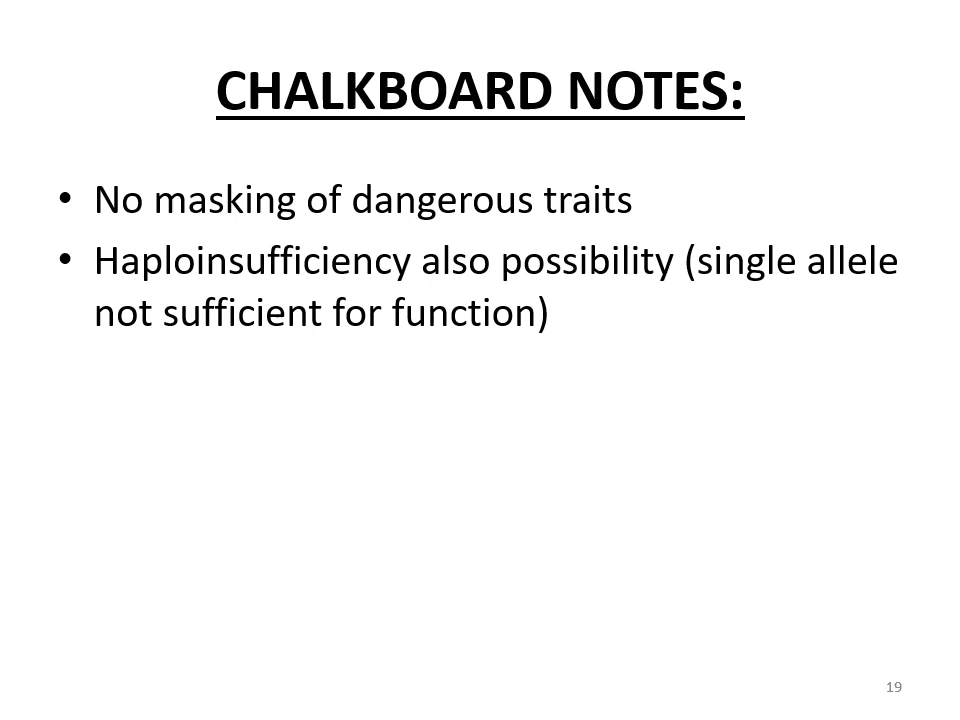 CHALKBOARD NOTES:
• No masking of dangerous traits
• Haploinsufficiency also possibility (single allele
not sufficient for function)
19